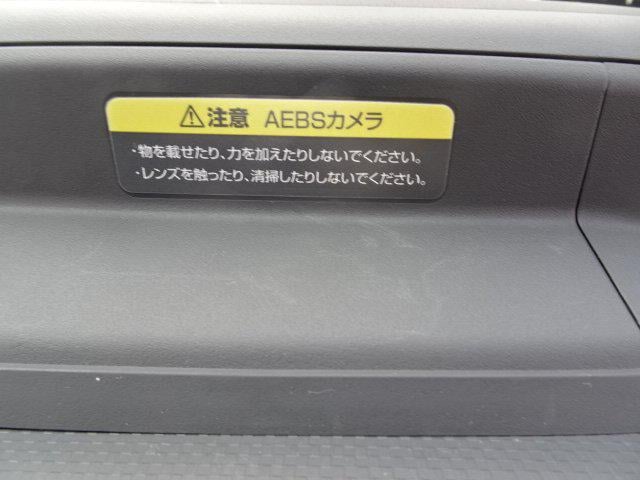 ⚠注意 AEBSカメラ
・物を載せたり、力を加えたりしないでください。
・レンズを触ったり、清掃したりしないでください。